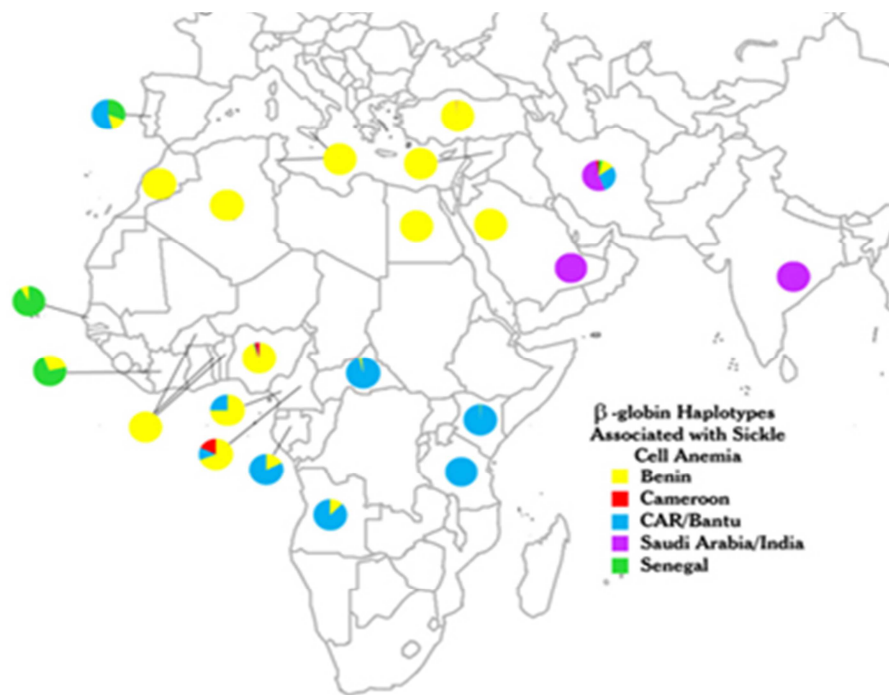 β-globin Haplotypes
Associated with Sickle
Cell Anemia
Benin
Cameroon
CAR/Bantu
Saudi Arabia/India
Senegal